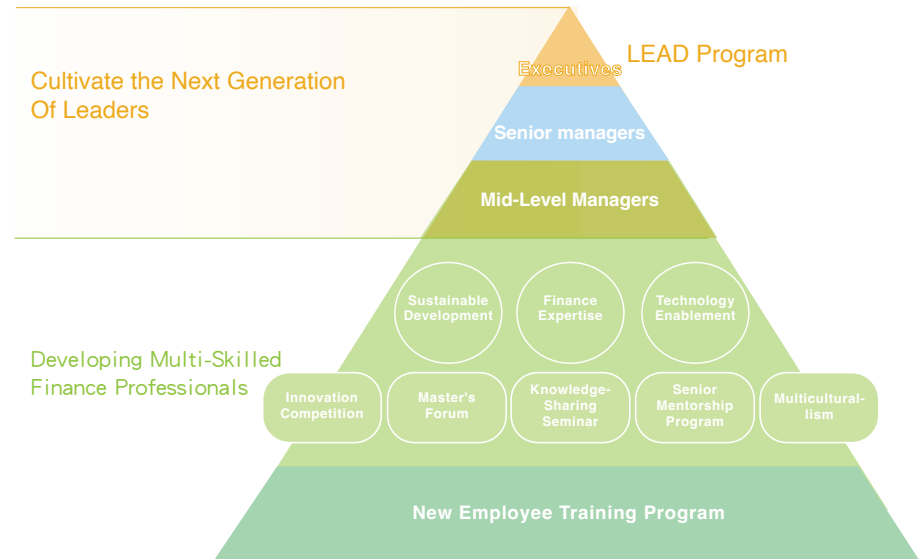 Executives
LEAD Program
Cultivate the Next Generation
Of Leaders
Senior managers
Mid-Level Managers
Sustainable
Development
Finance
Expertise
Technology
Enablement
Developing Multi-Skilled
Finance Professionals
Innovation
Competition
Master's
Forum
Knowledge-
Sharing
Seminar
Senior
Mentorship
Program
Multicultural-
lism
New Employee Training Program